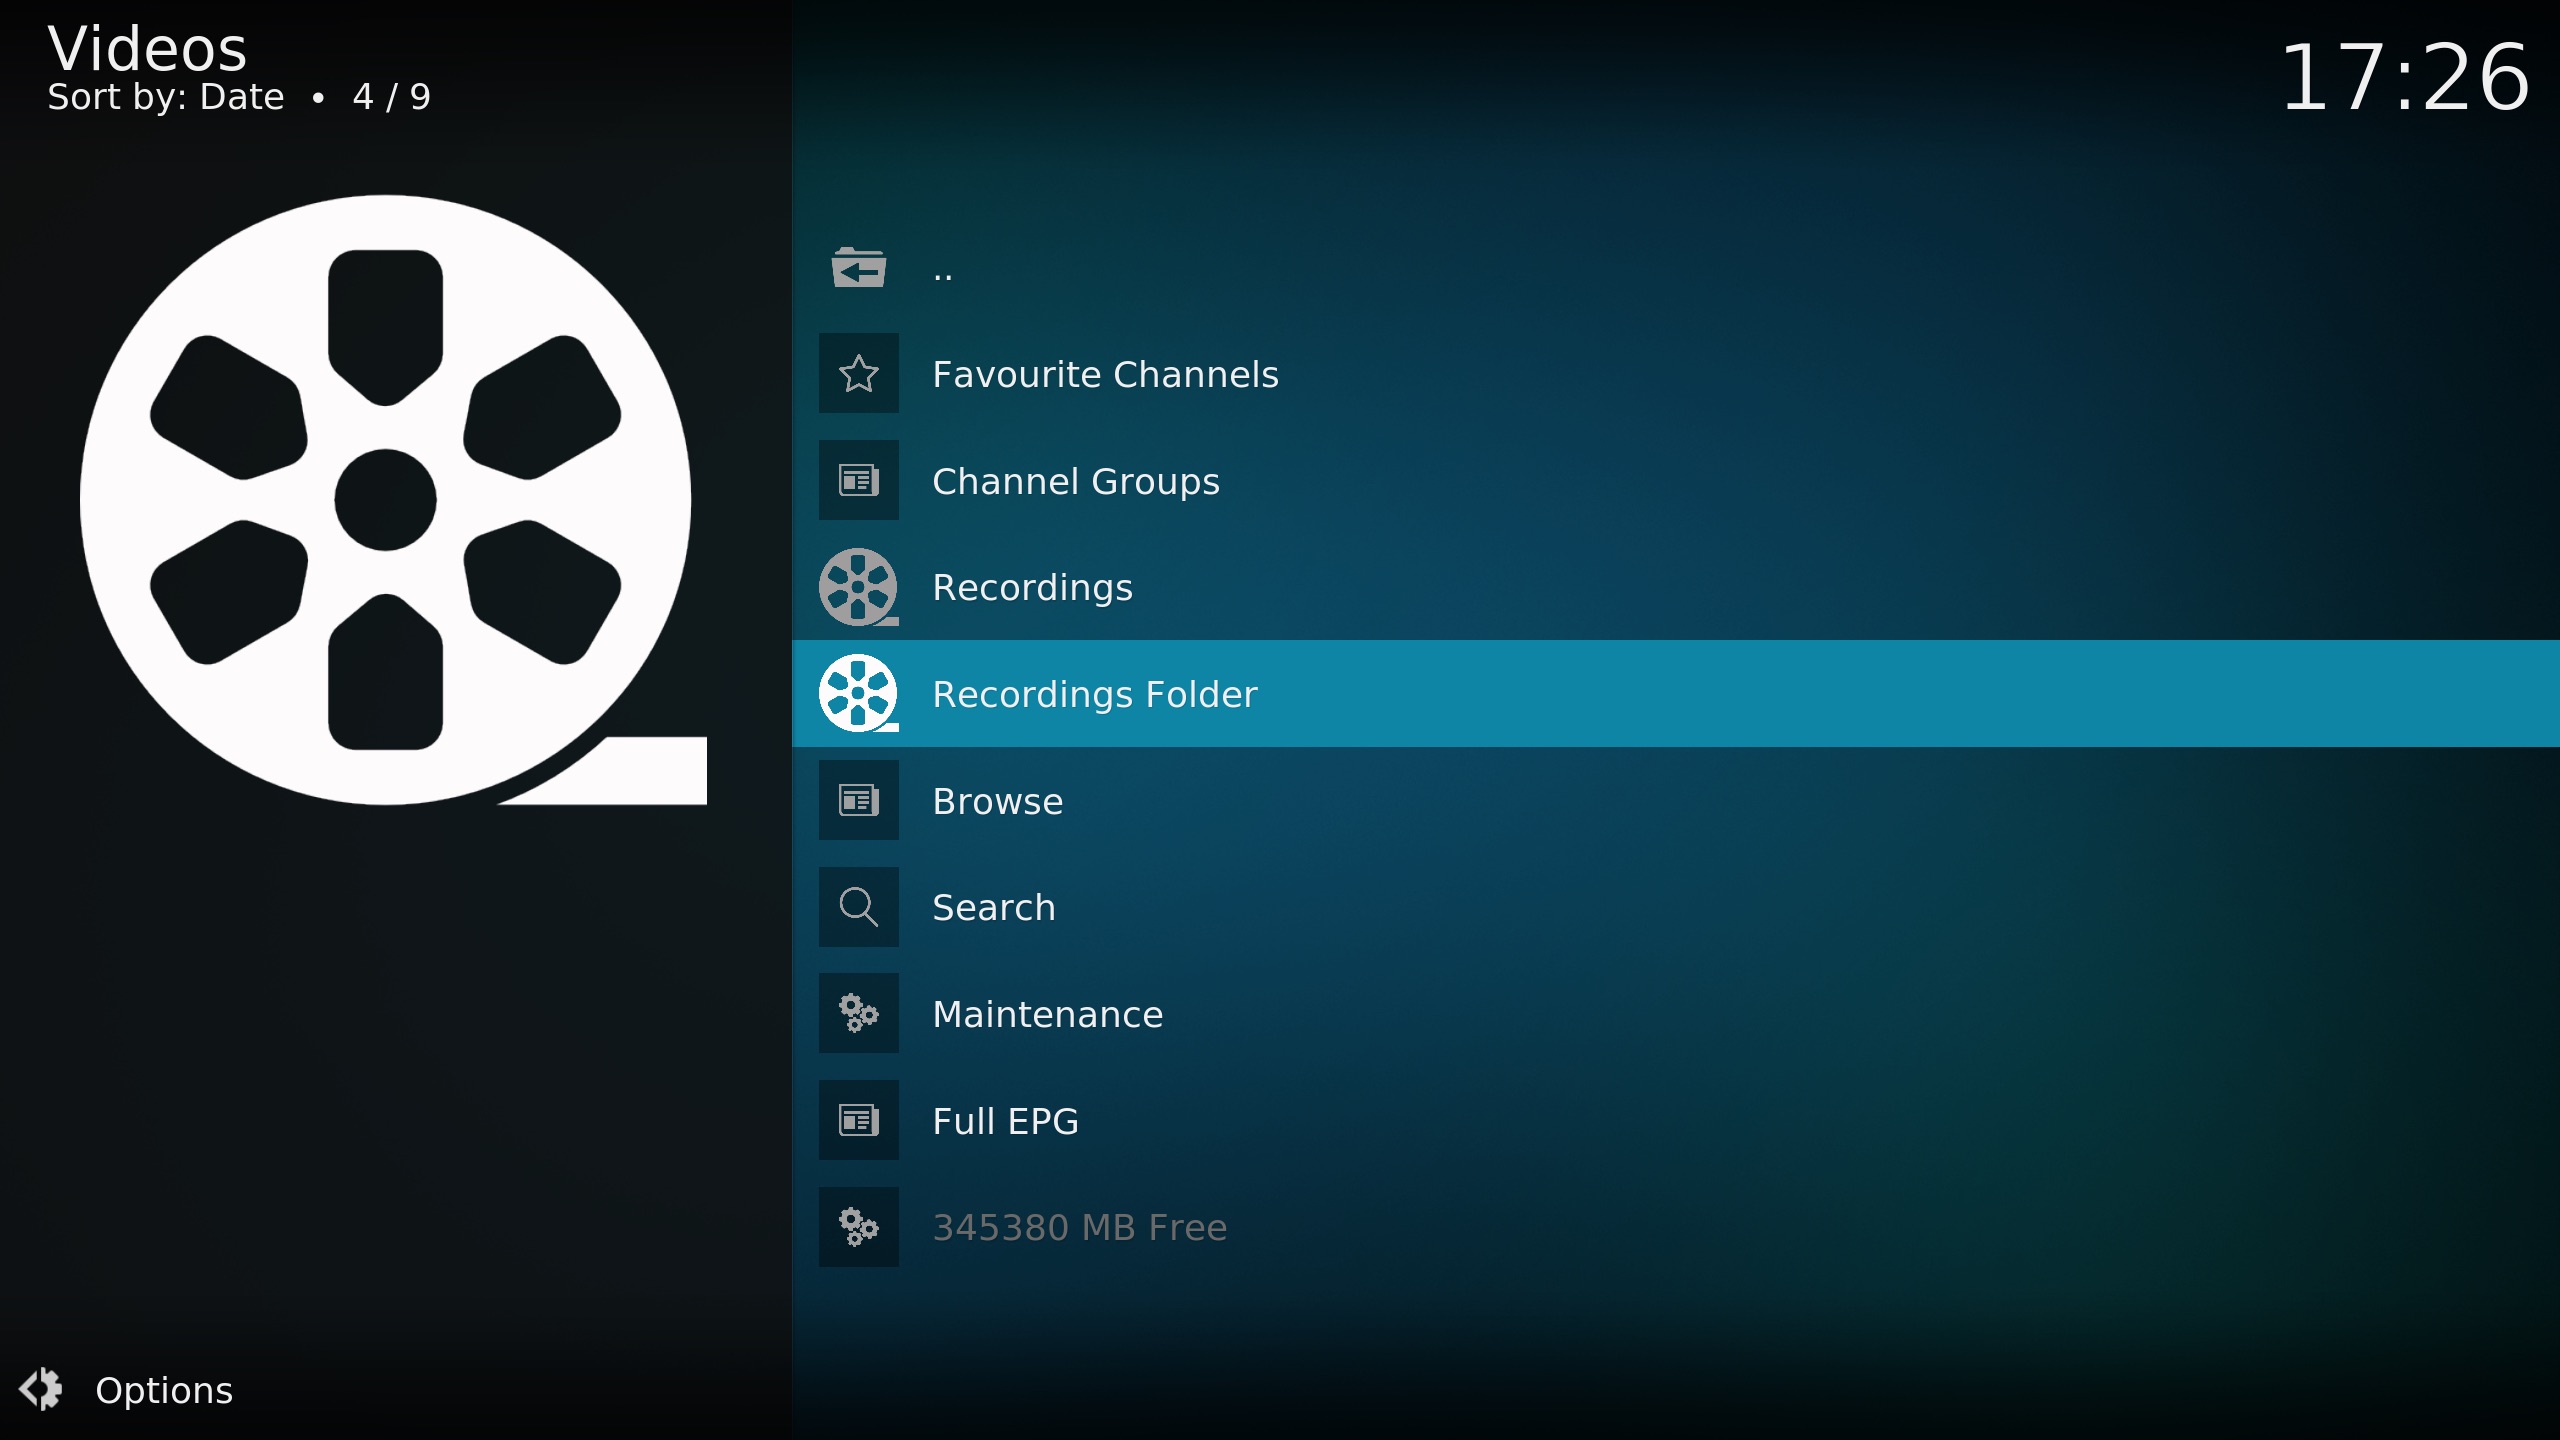 Videos
Sort by: Date • 4 / 9
17:26
..
Favourite Channels
Channel Groups
Recordings
Recordings Folder
Browse
Search
Maintenance
Full EPG
345380 MB Free
Options